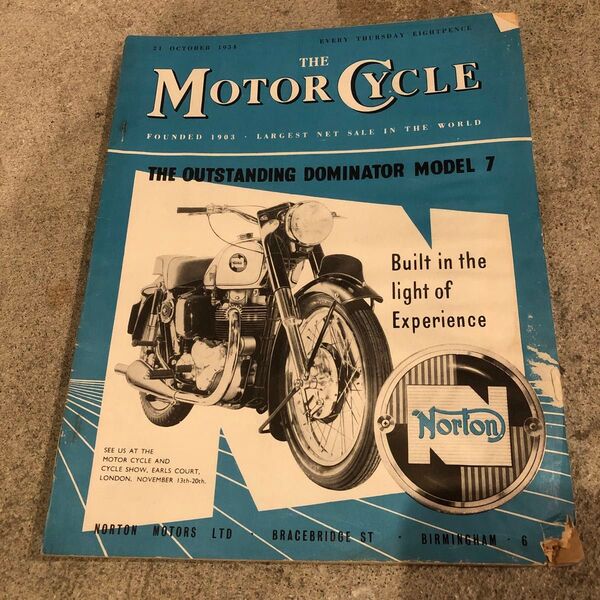 21 OCTOBER 1954
EVERY THURSDAY EIGHTPENCE
THE
MOTOR CYCLE
FOUNDED 1903 · LARGEST NET SALE IN THE WORLD
THE OUTSTANDING DOMINATOR MODEL 7
Built in the
light of
Experience
Norton
SEE US AT THE
MOTOR CYCLE AND
CYCLE SHOW, EARLS COURT,
LONDON. NOVEMBER 13th-20th.
NORTON MOTORS LTD · BRACEBRIDGE ST · BIRMINGHAM · 6